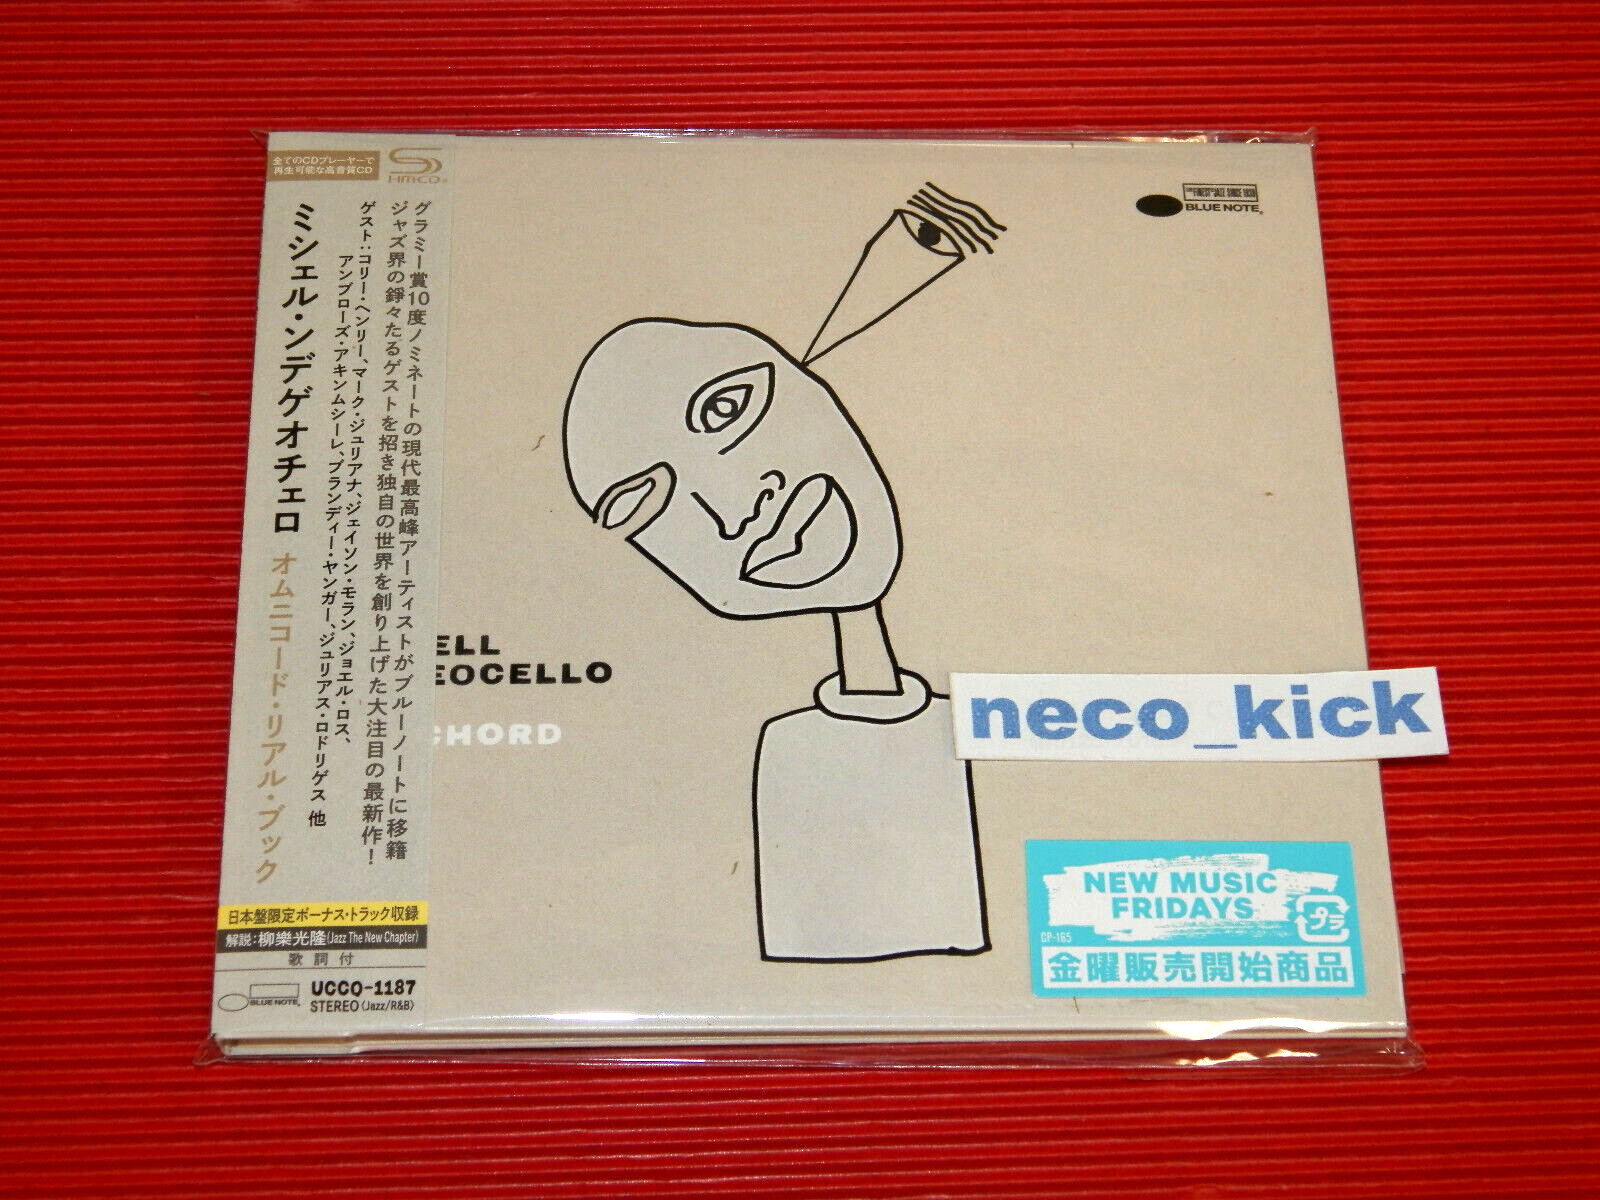 全てのCDプレーヤーで
再生可能な高音質CD
SHM-CD
グラミー賞10度ノミネートの現代最高峰アーティストがブルーノートに移籍
ジャズ界の錚々たるゲストを招き独自の世界を創り上げた大注目の最新作!
ゲスト:コリー・ヘンリー、マーク・ジュリアナ、ジェイソン・モラン、ジョエル・ロス、
アンブローズ・アキンムシーレ、ブランディー・ヤンガー、ジュリアス・ロドリゲス 他
ミシェル・ンデゲオチェロ
オムニコード・リアル・ブック
日本盤限定ボーナス・トラック収録
解説:柳樂光隆(Jazz The New Chapter)
歌詞付
BLUE NOTE
UCCQ-1187
STEREO (Jazz/R&B)
ELL
EOCELLO
CHORD
THE FINEST IN JAZZ SINCE 1939
BLUE NOTE
neco_kick
NEW MUSIC
FRIDAYS
プラ
CP-165
金曜販売開始商品